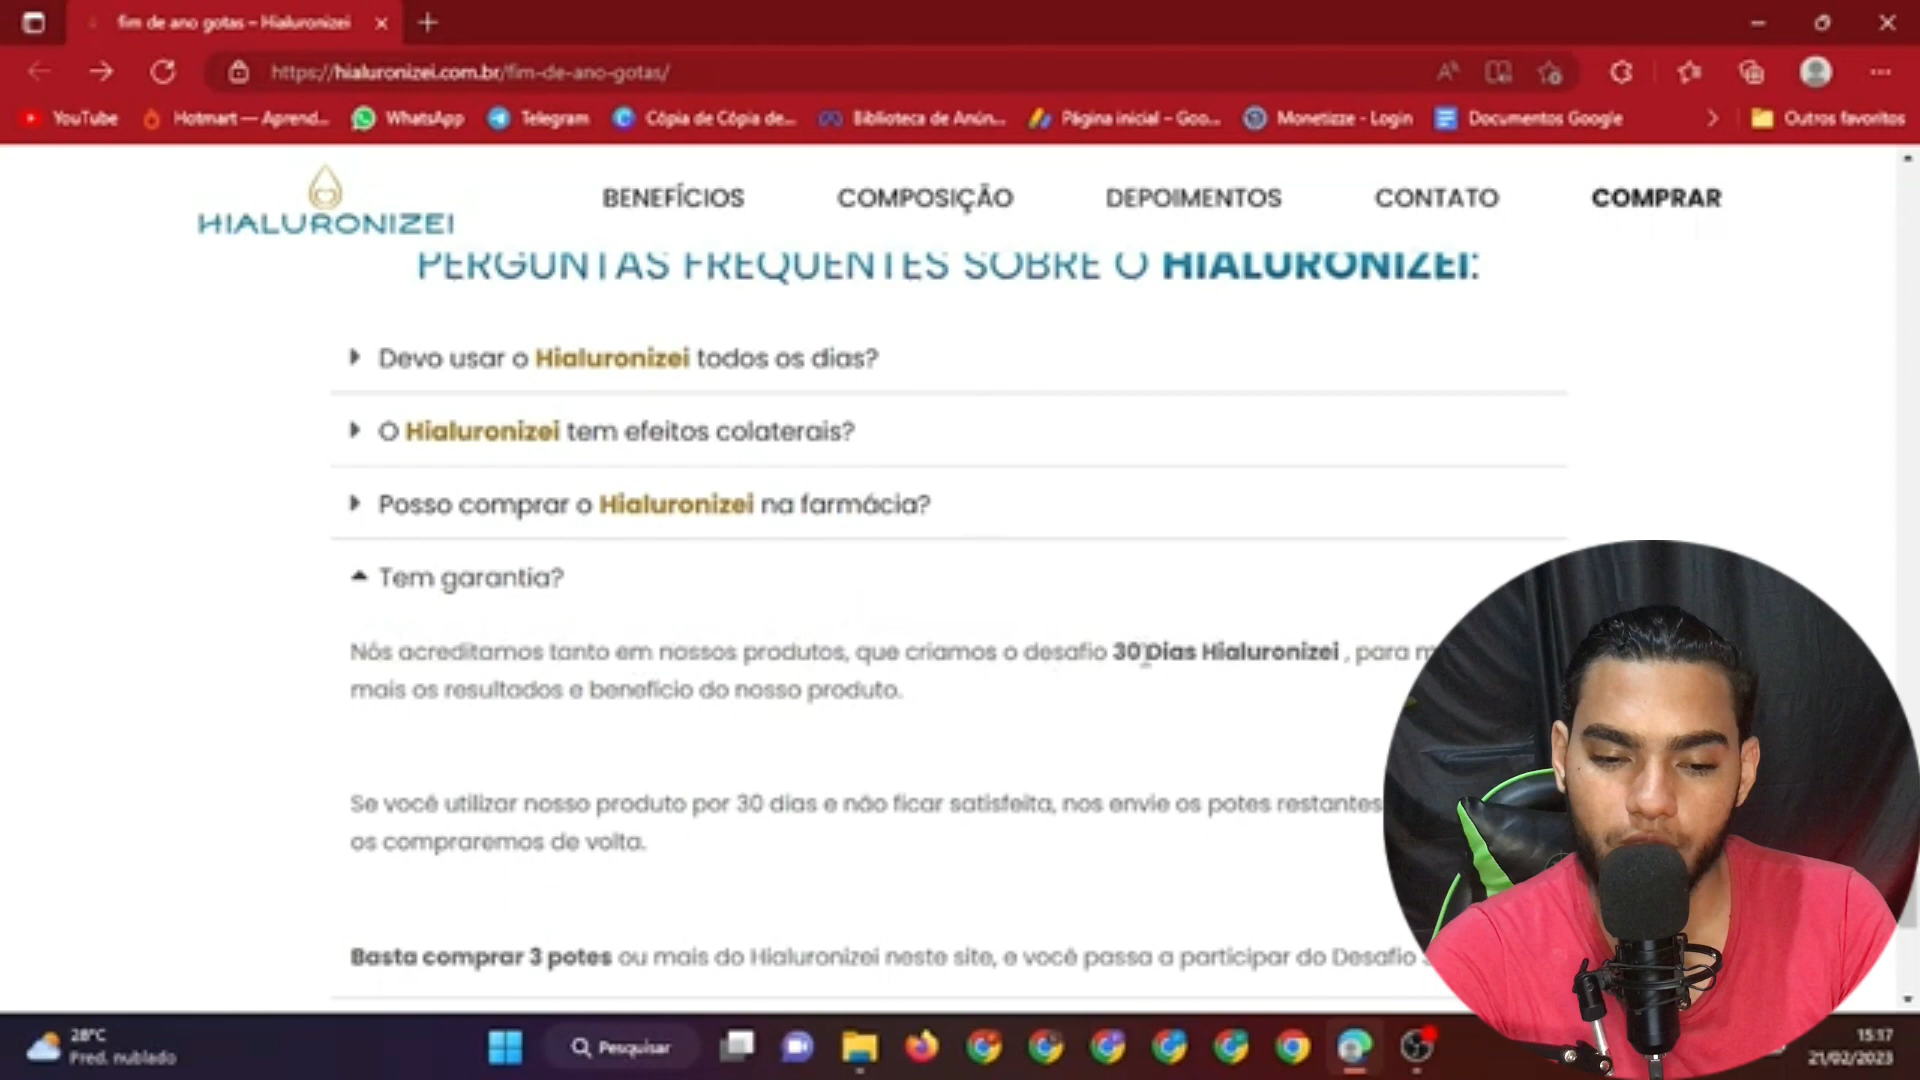 fim de ano gotas – Hialuronizei
https://hialuronizei.com.br/fim-de-ano-gotas/
YouTube
Hotmart — Aprend...
WhatsApp
Telegram
Cópia de Cópia de...
Biblioteca de Anún...
Página inicial – Goo...
Monetizze - Login
Documentos Google
Outros favoritos
HIALURONIZEI
BENEFÍCIOS
COMPOSIÇÃO
DEPOIMENTOS
CONTATO
COMPRAR
PERGUNTAS FREQUENTES SOBRE O HIALURONIZEI:
Devo usar o Hialuronizei todos os dias?
O Hialuronizei tem efeitos colaterais?
Posso comprar o Hialuronizei na farmácia?
Tem garantia?
Nós acreditamos tanto em nossos produtos, que criamos o desafio 30 Dias Hialuronizei , para
mais os resultados e benefício do nosso produto.
Se você utilizar nosso produto por 30 dias e não ficar satisfeita, nos envie os potes restantes
os compraremos de volta.
Basta comprar 3 potes ou mais do Hialuronizei neste site, e você passa a participar do Desafio
28°C
Pred. nublado
Pesquisar
15:17
21/02/2023